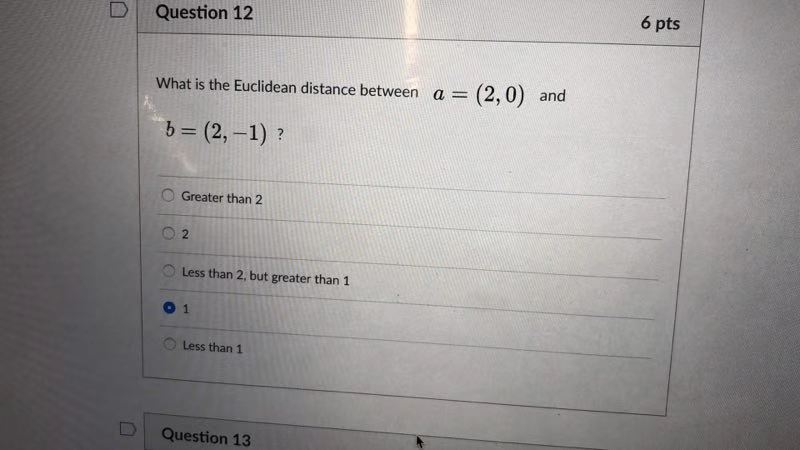 Question 12
6 pts
What is the Euclidean distance between a = (2, 0) and
b = (2, −1) ?
Greater than 2
2
Less than 2, but greater than 1
1
Less than 1
Question 13